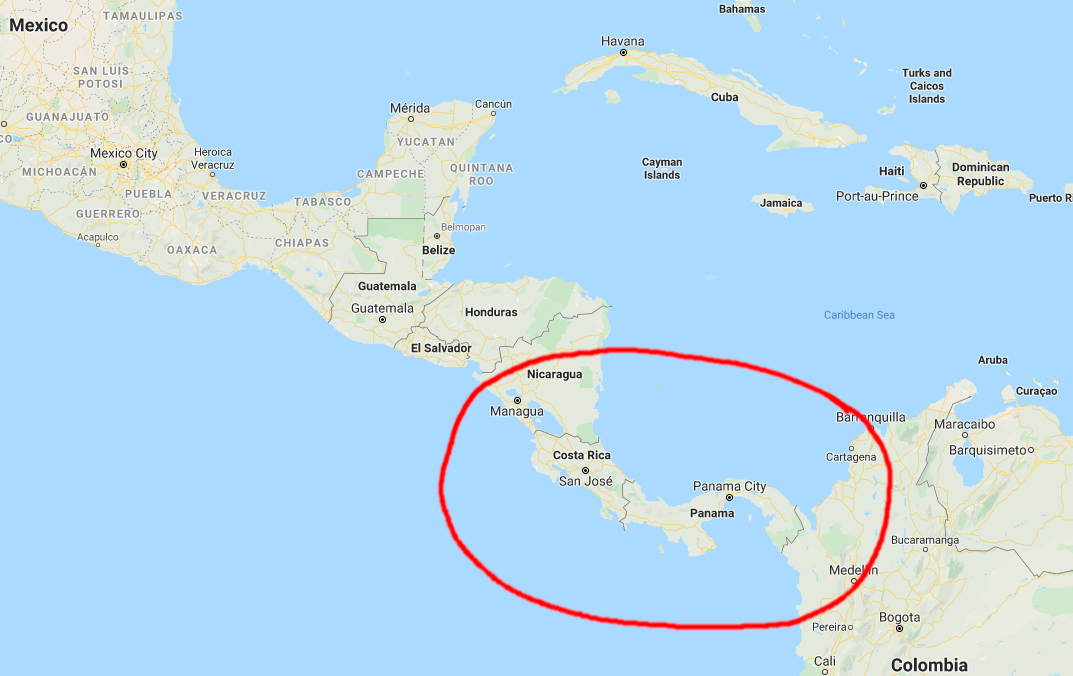 Bahamas
TAMAULIPAS
Mexico
Havana
SAN LUIS
POTOSI
Turks and
Caicos
Islands
Cuba
Mérida
Cancún
GUANAJUATO
CO
YUCATAN
Mexico City
Heroica
Veracruz
MICHOACÁN
CAMPECHE
QUINTANA
ROO
Cayman
Islands
Haiti
Dominican
Republic
PUEBLA
VERACRUZ
TABASCO
Port-au-Prince
Puerto R
Jamaica
GUERRERO
Acapulco
Belmopan
OAXACA
CHIAPAS
Belize
Guatemala
Guatemala
Honduras
Caribbean Sea
El Salvador
Aruba
Nicaragua
Curaçao
Managua
Barranquilla
Maracaibo
Costa Rica
Cartagena
Barquisimeto
San José
Panama City
Panama
Bucaramanga
Medellín
Bogota
Pereira
Cali
Colombia